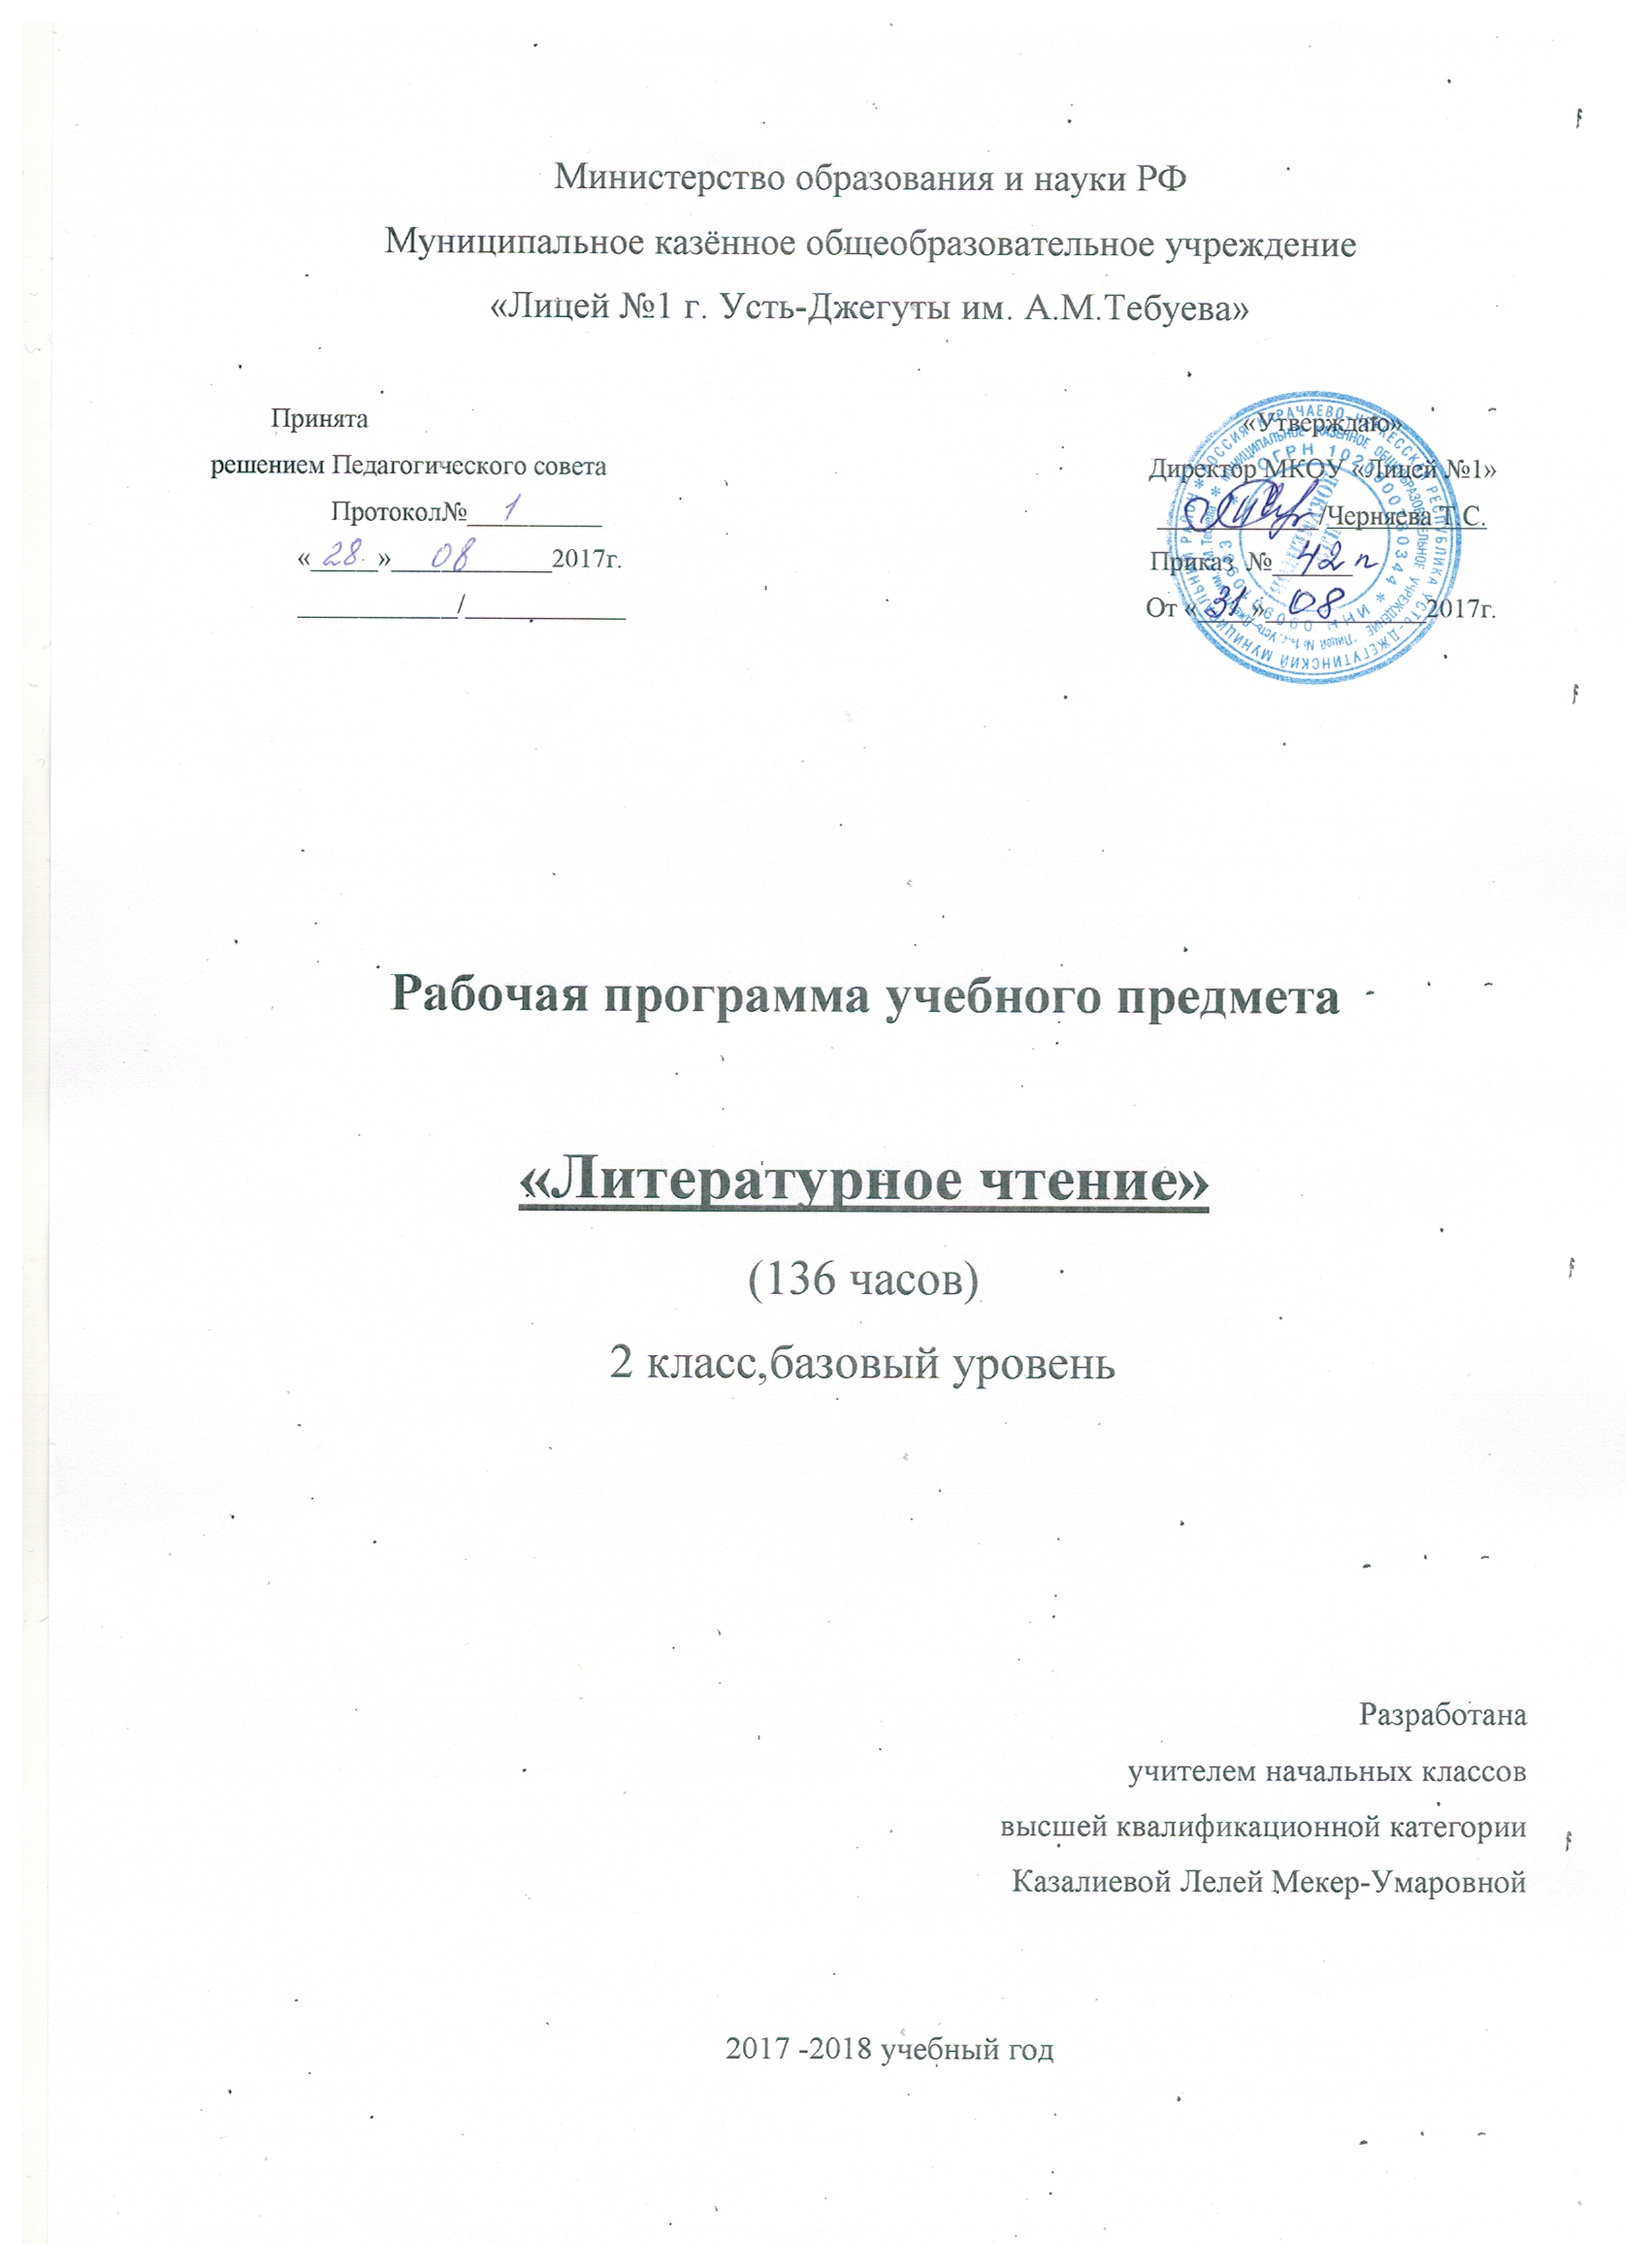 Министерство образования и науки РФ
Муниципальное казённое общеобразовательное учреждение
«Лицей №1 г. Усть-Джегуты им. А.М.Тебуева»
Принята
решением Педагогического совета
Протокол№ 1
« 28. » 08 2017г.
/
«Утверждаю»
Директор МКОУ «Лицей №1»
/Черняева Т.С.
Приказ № 42 п
От « 31 » 08 2017г.
Рабочая программа учебного предмета
«Литературное чтение»
(136 часов)
2 класс,базовый уровень
Разработана
учителем начальных классов
высшей квалификационной категории
Казалиевой Лелей Мекер-Умаровной
2017 -2018 учебный год